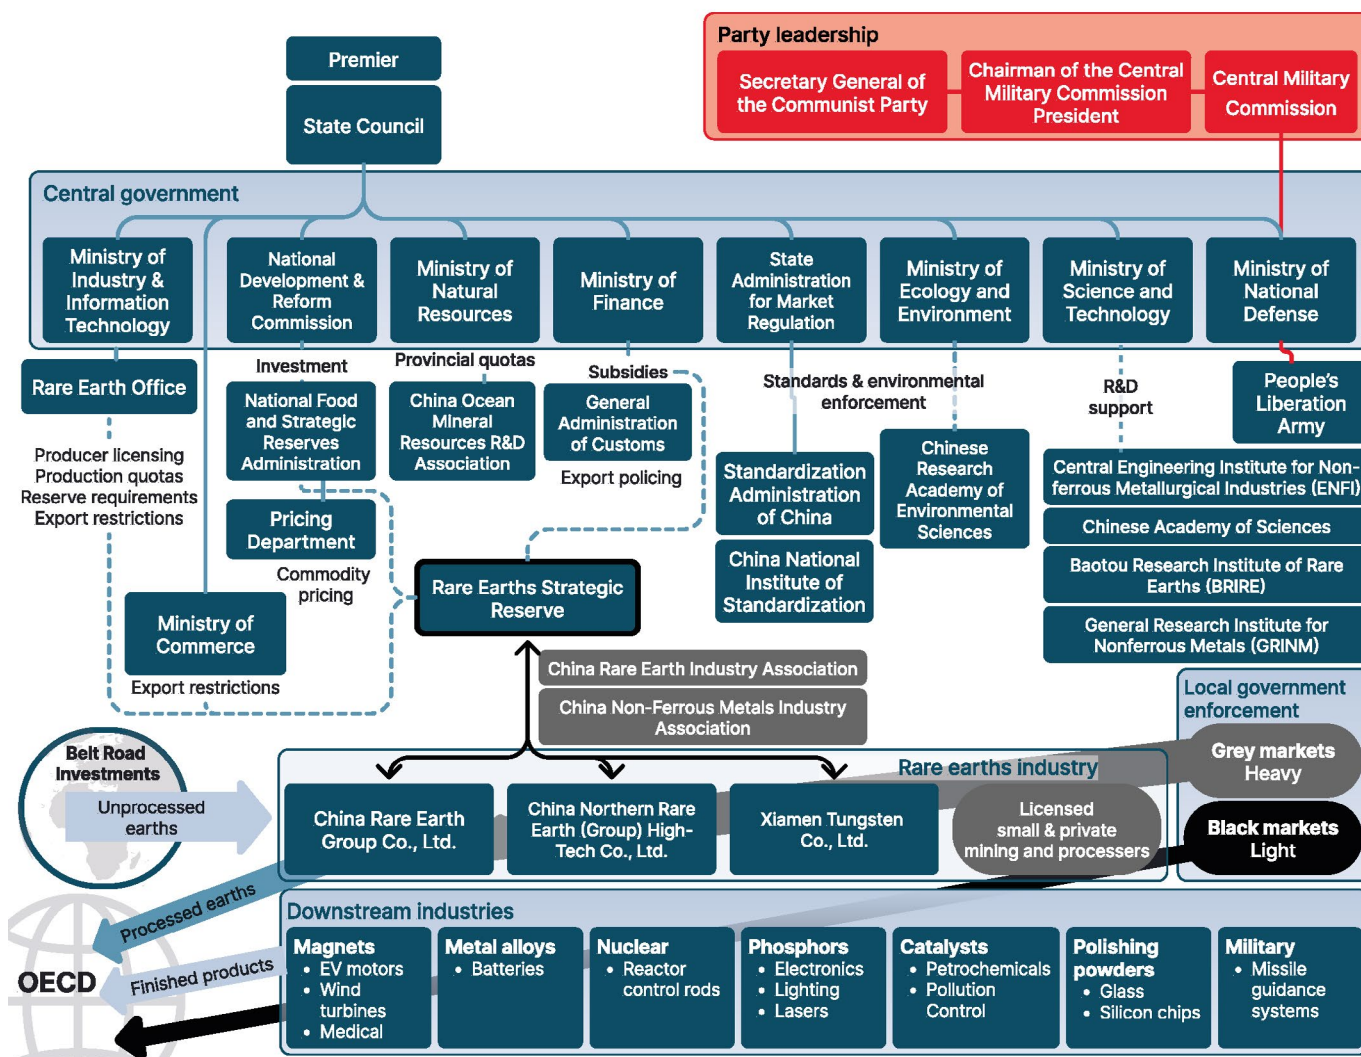 Party leadership
Premier
Secretary General of
the Communist Party
Chairman of the Central
Military Commission
President
Central Military
Commission
State Council
Central government
Ministry of
Industry &
Information
Technology
National
Development &
Reform
Commission
Ministry of
Natural
Resources
Ministry of
Finance
State
Administration
for Market
Regulation
Ministry of
Ecology and
Environment
Ministry of
Science and
Technology
Ministry of
National
Defense
Rare Earth Office
Producer licensing
Production quotas
Reserve requirements
Export restrictions
Investment
National Food
and Strategic
Reserves
Administration
Pricing
Department
Commodity
pricing
Provincial quotas
China Ocean
Mineral
Resources R&D
Association
Subsidies
General
Administration
of Customs
Export policing
Standards & environmental
enforcement
Standardization
Administration
of China
China National
Institute of
Standardization
Chinese
Research
Academy of
Environmental
Sciences
R&D
support
People's
Liberation
Army
Central Engineering Institute for Non-
ferrous Metallurgical Industries (ENFI)
Chinese Academy of Sciences
Baotou Research Institute of Rare
Earths (BRIRE)
General Research Institute for
Nonferrous Metals (GRINM)
Ministry of
Commerce
Export restrictions
Rare Earths Strategic
Reserve
China Rare Earth Industry Association
China Non-Ferrous Metals Industry
Association
Local government
enforcement
Grey markets
Heavy
Black markets
Light
Belt Road
Investments
Unprocessed
earths
Rare earths industry
China Rare Earth
Group Co., Ltd.
China Northern Rare
Earth (Group) High-
Tech Co., Ltd.
Xiamen Tungsten
Co., Ltd.
Licensed
small & private
mining and processers
Processed earths
OECD
Finished products
Downstream industries
Magnets
• EV motors
• Wind
turbines
• Medical
Metal alloys
• Batteries
Nuclear
• Reactor
control rods
Phosphors
• Electronics
• Lighting
• Lasers
Catalysts
• Petrochemicals
• Pollution
Control
Polishing
powders
• Glass
• Silicon chips
Military
• Missile
guidance
systems